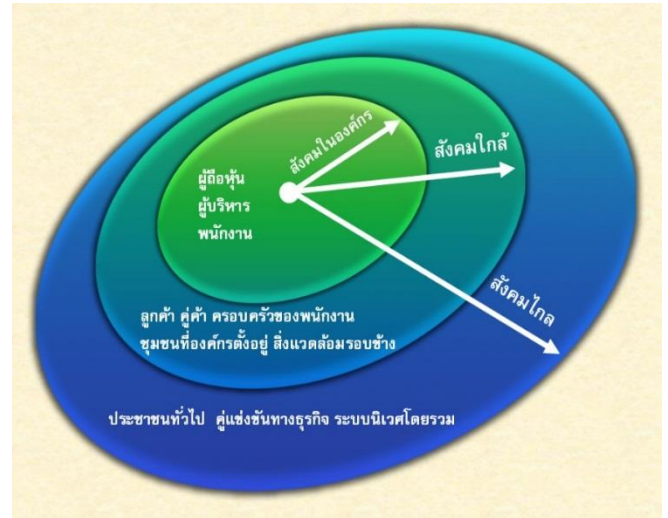 สังคมในองค์กร
สังคมใกล้
ผู้ถือหุ้น
ผู้บริหาร
พนักงาน
สังคมไกล
ลูกค้า คู่ค้า ครอบครัวของพนักงาน
ชุมชนที่องค์กรตั้งอยู่ สิ่งแวดล้อมรอบข้าง
ประชาชนทั่วไป คู่แข่งขันทางธุรกิจ ระบบนิเวศโดยรวม